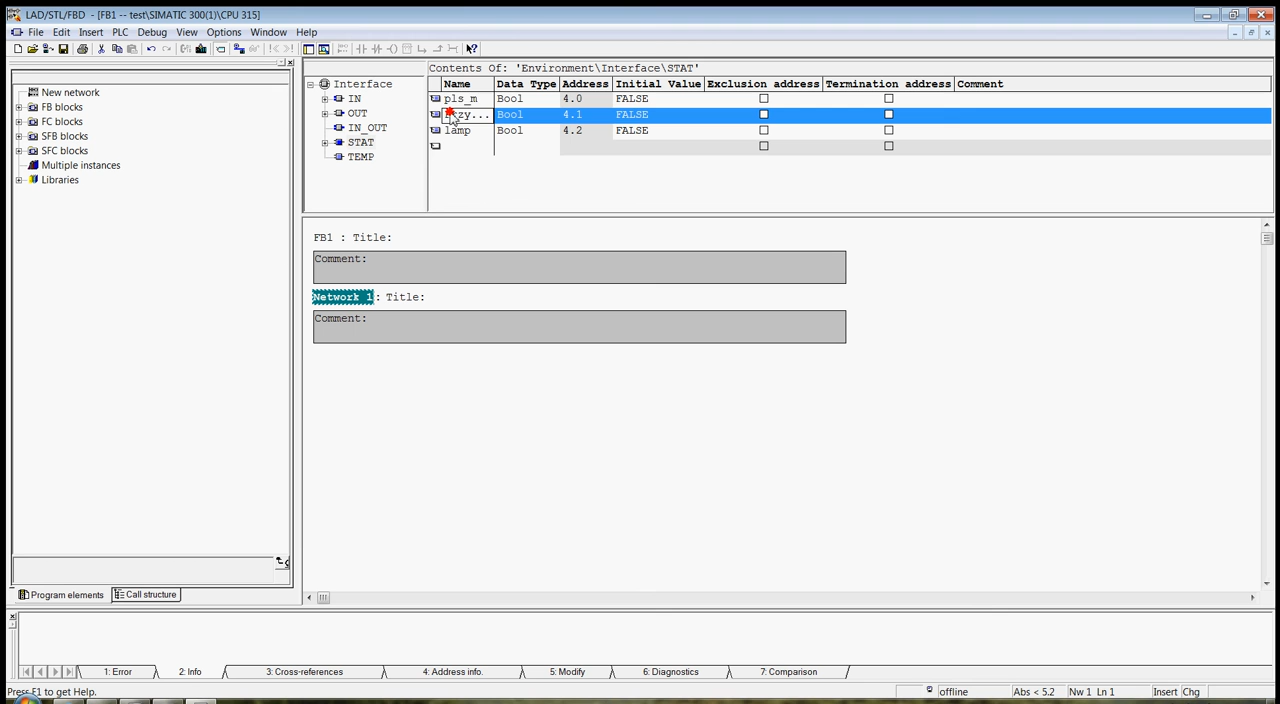 LAD/STL/FBD - [FB1 -- test\SIMATIC 300(1)\CPU 315]
File Edit Insert PLC Debug View Options Window Help
New network
FB blocks
FC blocks
SFB blocks
SFC blocks
Multiple instances
Libraries
Program elements
Call structure
Interface
IN
OUT
IN_OUT
STAT
TEMP
Contents Of: 'Environment\Interface\STAT'
Name Data Type Address Initial Value Exclusion address Termination address Comment
pls_m Bool 4.0 FALSE
Bool 4.1 FALSE
lamp Bool 4.2 FALSE
FB1 : Title:
Comment:
Network 1: Title:
Comment:
1: Error 2: Info 3: Cross-references 4: Address info. 5: Modify 6: Diagnostics 7: Comparison
Press F1 to get Help.
offline Abs < 5.2 Nw 1 Ln 1 Insert Chg